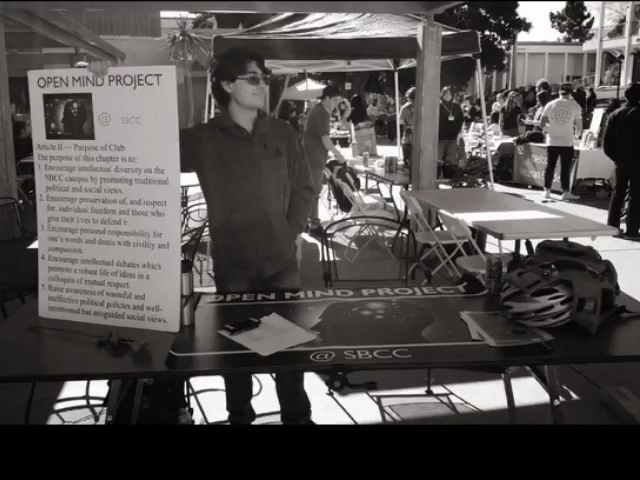 OPEN MIND PROJECT
@ SBCC
Article II — Purpose of Club
The purpose of this chapter is to:
1. Encourage intellectual diversity on the
SBCC campus by promoting traditional
political and social views.
2. Encourage preservation of, and respect
for, individual freedom and those who
give their lives to defend it.
3. Encourage personal responsibility for
one's words and deeds with civility and
compassion.
4. Encourage intellectual debates which
promote a robust life of ideas in a
colloquia of mutual respect.
5. Raise awareness of wasteful and
ineffective political policies and well-
intentioned but misguided social views.
OPEN MIND PROJECT
@ SBCC
Welcome